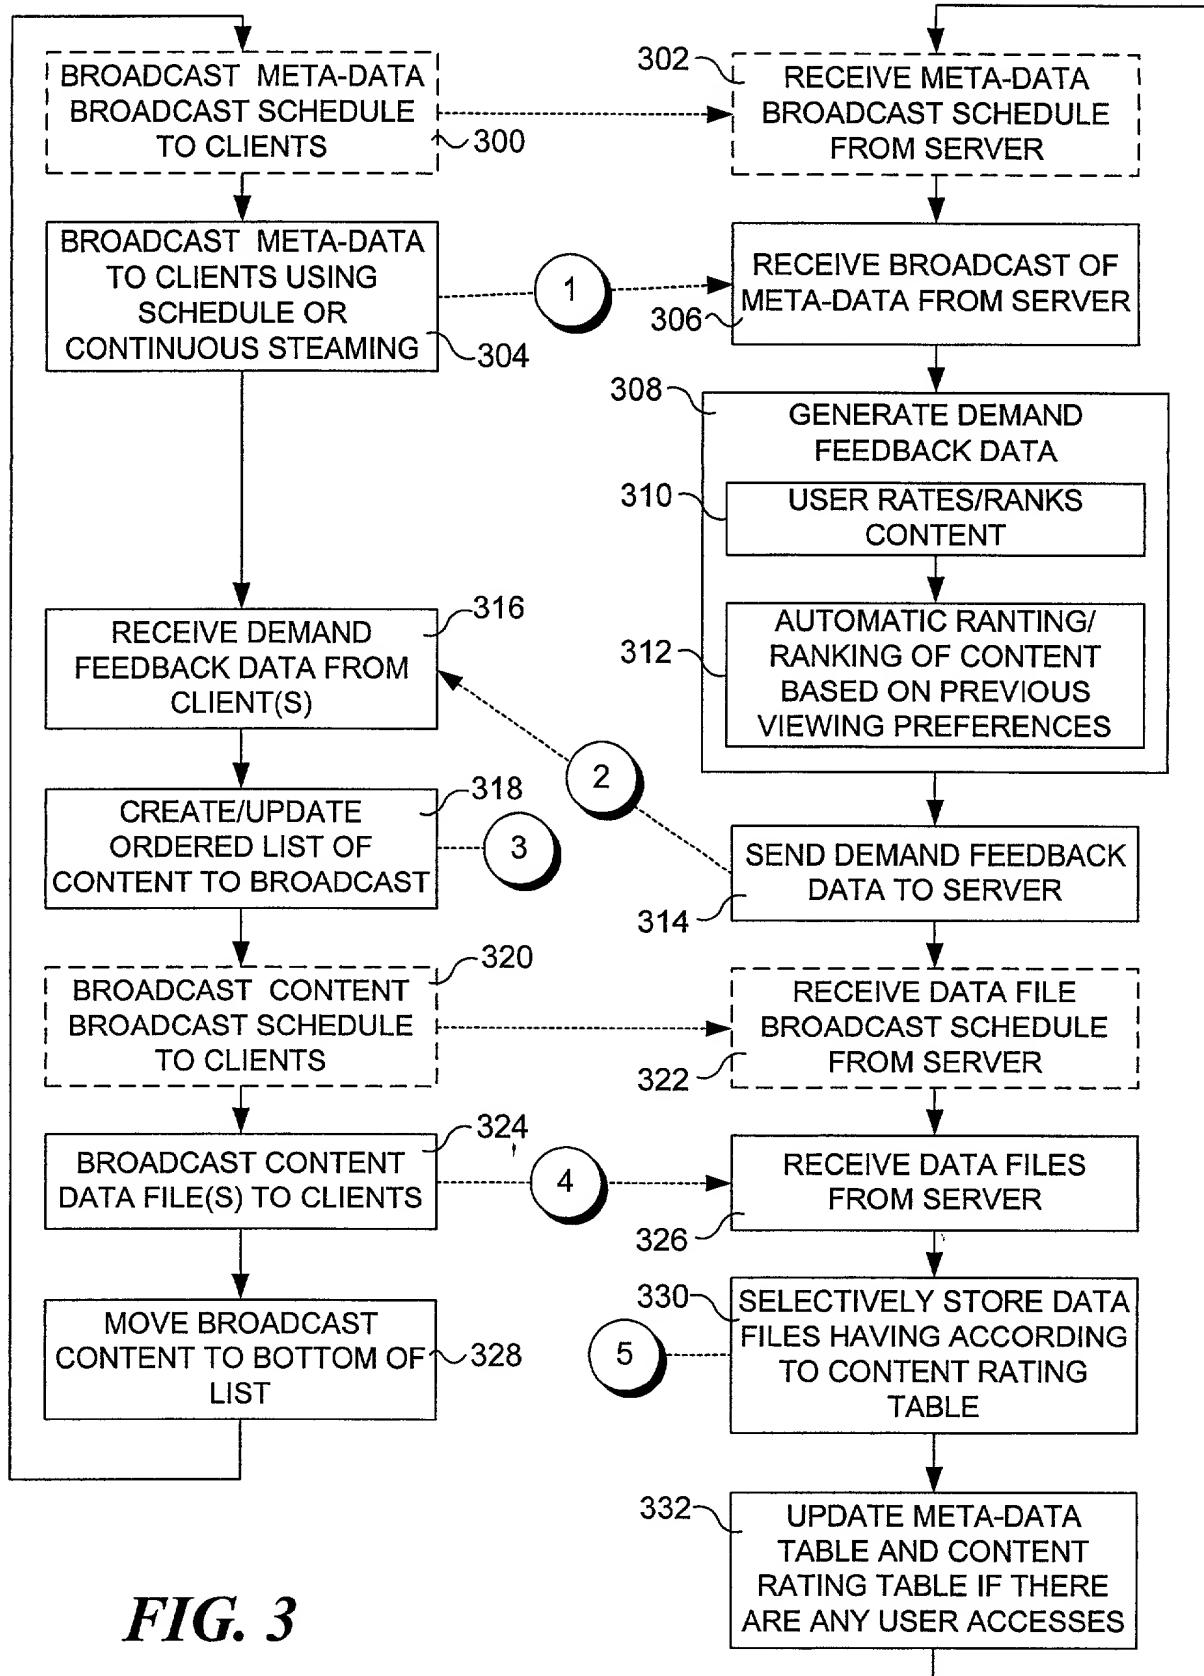 BROADCAST META-DATA
BROADCAST SCHEDULE
TO CLIENTS
300
302
RECEIVE META-DATA
BROADCAST SCHEDULE
FROM SERVER
BROADCAST META-DATA
TO CLIENTS USING
SCHEDULE OR
CONTINUOUS STEAMING
304
1
RECEIVE BROADCAST OF
META-DATA FROM SERVER
306
308
GENERATE DEMAND
FEEDBACK DATA
310
USER RATES/RANKS
CONTENT
312
AUTOMATIC RANTING/
RANKING OF CONTENT
BASED ON PREVIOUS
VIEWING PREFERENCES
316
RECEIVE DEMAND
FEEDBACK DATA FROM
CLIENT(S)
2
318
CREATE/UPDATE
ORDERED LIST OF
CONTENT TO BROADCAST
3
SEND DEMAND FEEDBACK
DATA TO SERVER
314
320
BROADCAST CONTENT
BROADCAST SCHEDULE
TO CLIENTS
RECEIVE DATA FILE
BROADCAST SCHEDULE
FROM SERVER
322
324
BROADCAST CONTENT
DATA FILE(S) TO CLIENTS
4
RECEIVE DATA FILES
FROM SERVER
326
MOVE BROADCAST
CONTENT TO BOTTOM OF
LIST
328
330
SELECTIVELY STORE DATA
FILES HAVING ACCORDING
TO CONTENT RATING
TABLE
5
332
UPDATE META-DATA
TABLE AND CONTENT
RATING TABLE IF THERE
ARE ANY USER ACCESSES
FIG. 3